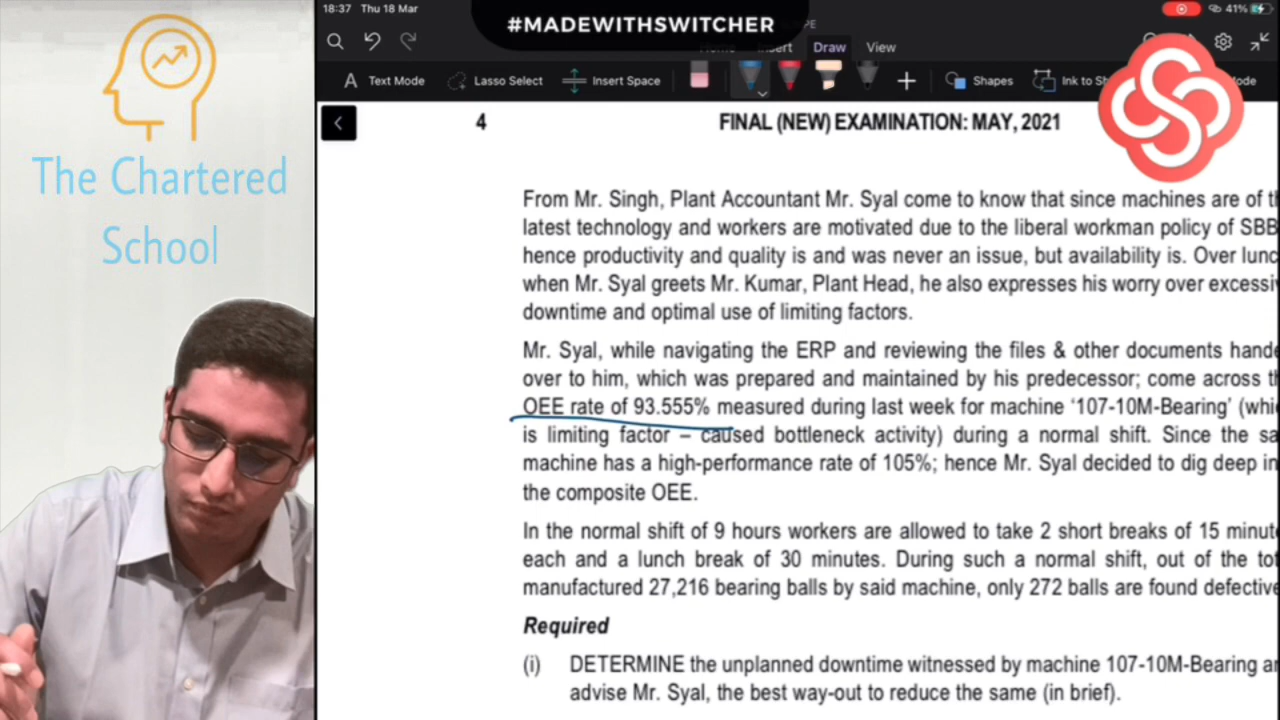 18:37 Thu 18 Mar
#MADEWITHSWITCHER
41%
Draw View
Text Mode Lasso Select Insert Space Shapes
The Chartered
School
4 FINAL (NEW) EXAMINATION: MAY, 2021
From Mr. Singh, Plant Accountant Mr. Syal come to know that since machines are of
latest technology and workers are motivated due to the liberal workman policy of SBB
hence productivity and quality is and was never an issue, but availability is. Over
when Mr. Syal greets Mr. Kumar, Plant Head, he also expresses his worry over
downtime and optimal use of limiting factors.
Mr. Syal, while navigating the ERP and reviewing the files & other documents
over to him, which was prepared and maintained by his predecessor; come across
OEE rate of 93.555% measured during last week for machine ‘107-10M-Bearing’
is limiting factor – caused bottleneck activity) during a normal shift. Since the
machine has a high-performance rate of 105%; hence Mr. Syal decided to dig deep
the composite OEE.
In the normal shift of 9 hours workers are allowed to take 2 short breaks of 15
each and a lunch break of 30 minutes. During such a normal shift, out of the
manufactured 27,216 bearing balls by said machine, only 272 balls are found
Required
(i) DETERMINE the unplanned downtime witnessed by machine 107-10M-Bearing
advise Mr. Syal, the best way-out to reduce the same (in brief).